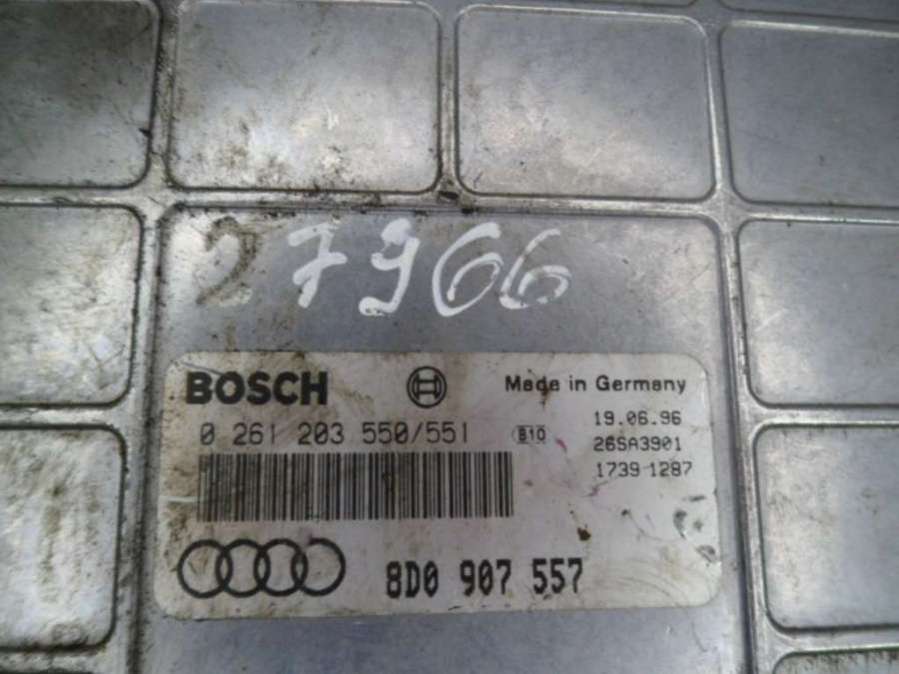 27966
BOSCH Made in Germany
0 261 203 550/551 B10 19.06.96
26SA3901
1739 1287
8D0 907 557